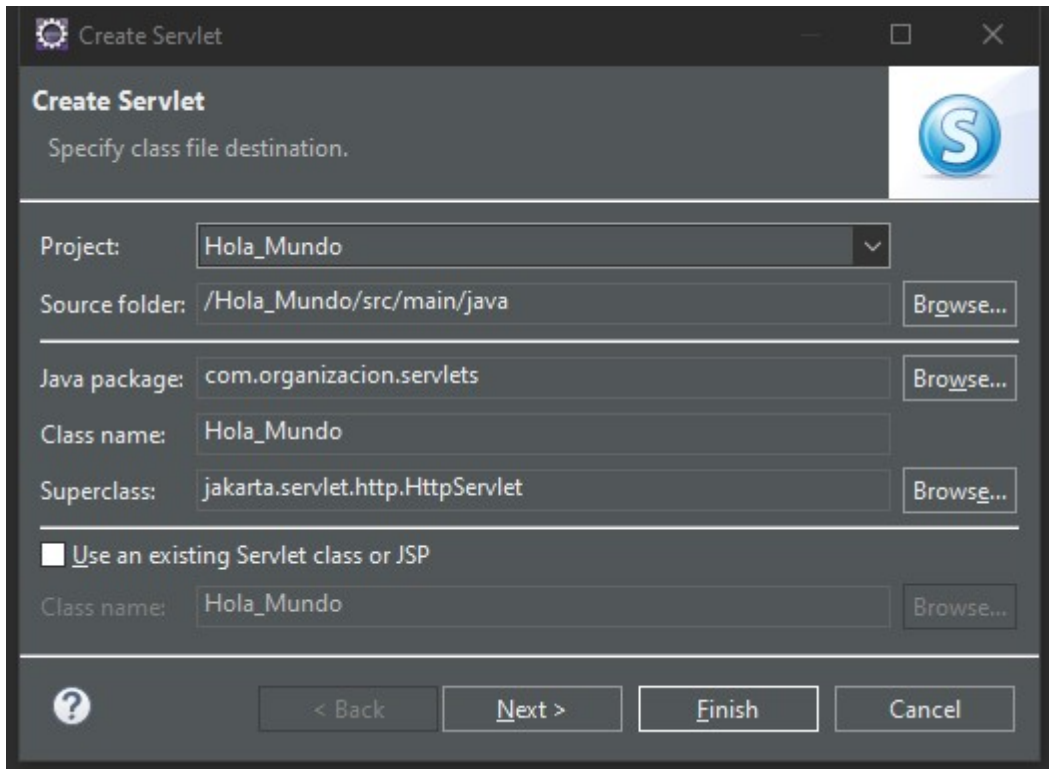 Create Servlet
Create Servlet
Specify class file destination.
Project: Hola_Mundo
Source folder: /Hola_Mundo/src/main/java Browse...
Java package: com.organizacion.servlets Browse...
Class name: Hola_Mundo
Superclass: jakarta.servlet.http.HttpServlet Browse...
Use an existing Servlet class or JSP
Class name: Hola_Mundo Browse...
? < Back Next > Finish Cancel